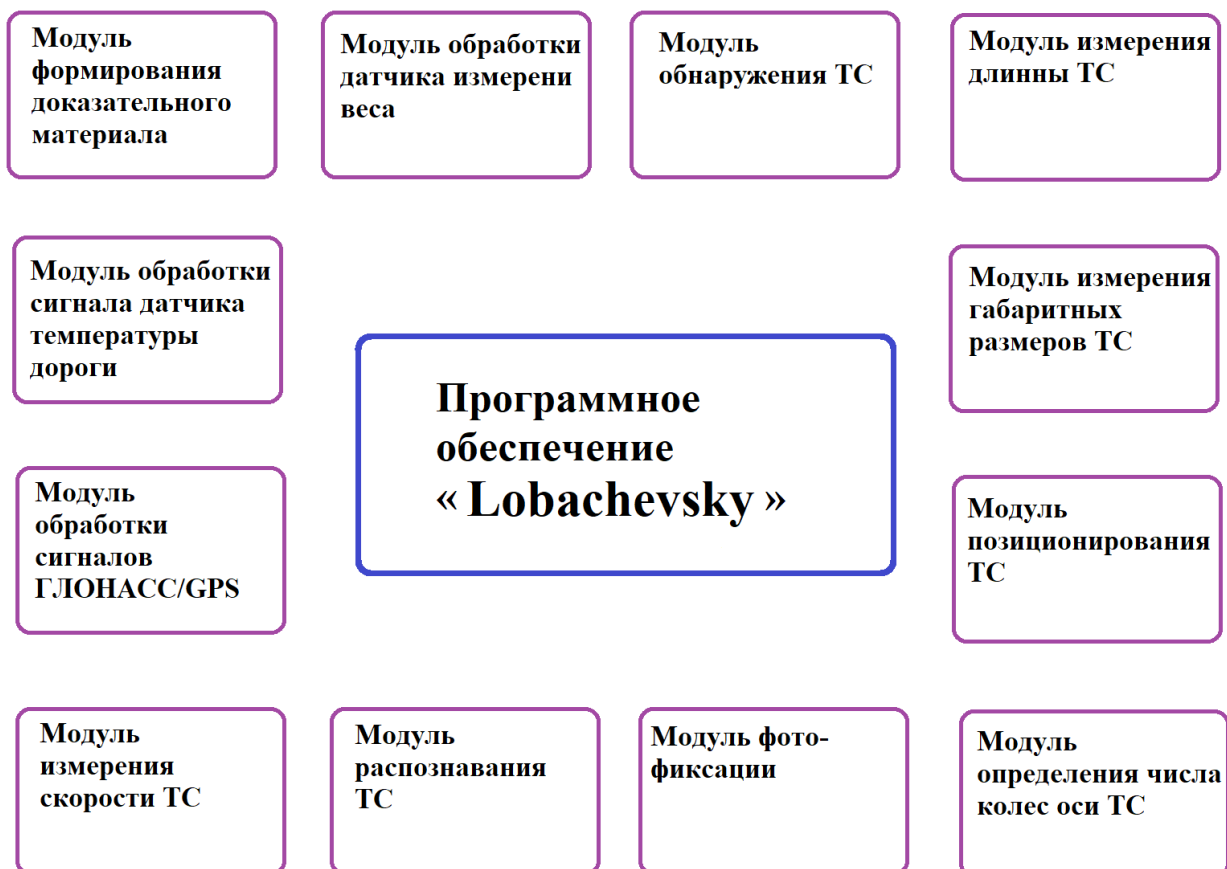 Модуль
формирования
доказательного
материала
Модуль обработки
датчика измерени
веса
Модуль
обнаружения ТС
Модуль измерения
длинны ТС
Модуль обработки
сигнала датчика
температуры
дороги
Программное
обеспечение
« Lobachevsky »
Модуль измерения
габаритных
размеров ТС
Модуль
обработки
сигналов
ГЛОНАСС/GPS
Модуль
позиционирования
ТС
Модуль
измерения
скорости ТС
Модуль
распознавания
ТС
Модуль фото-
фиксации
Модуль
определения числа
колес оси ТС